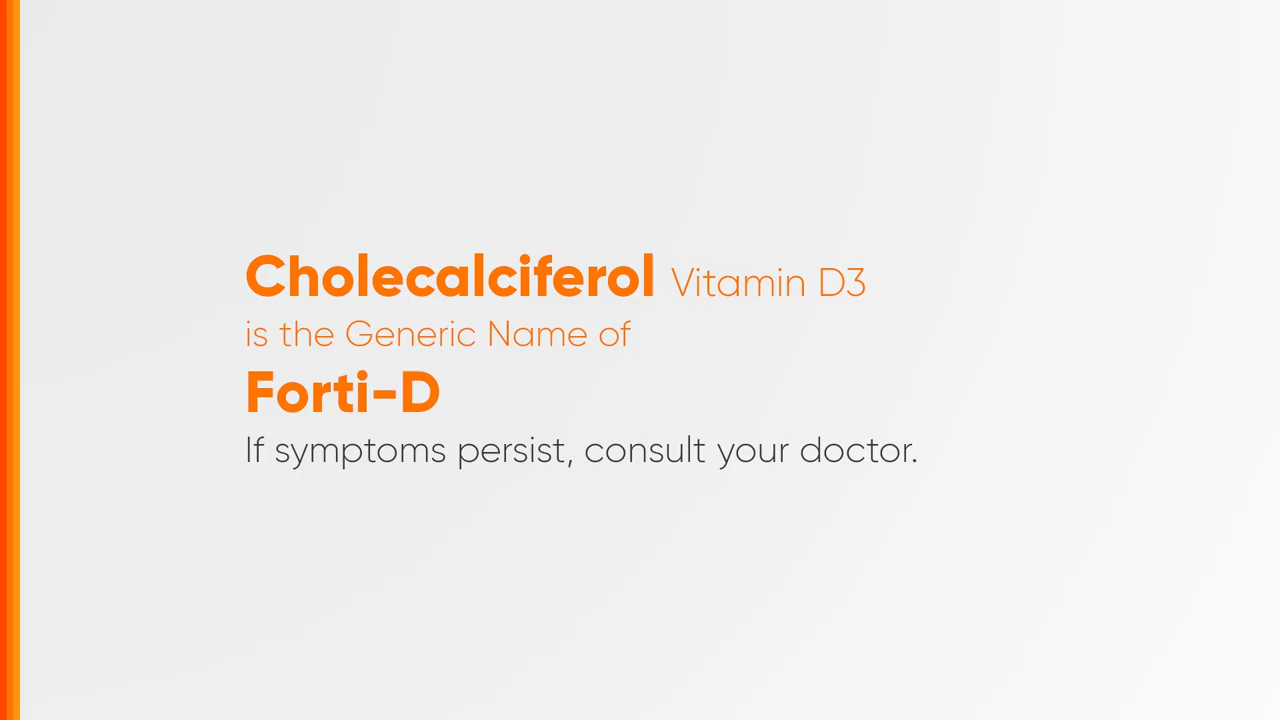 Cholecalciferol Vitamin D3
is the Generic Name of
Forti-D
If symptoms persist, consult your doctor.